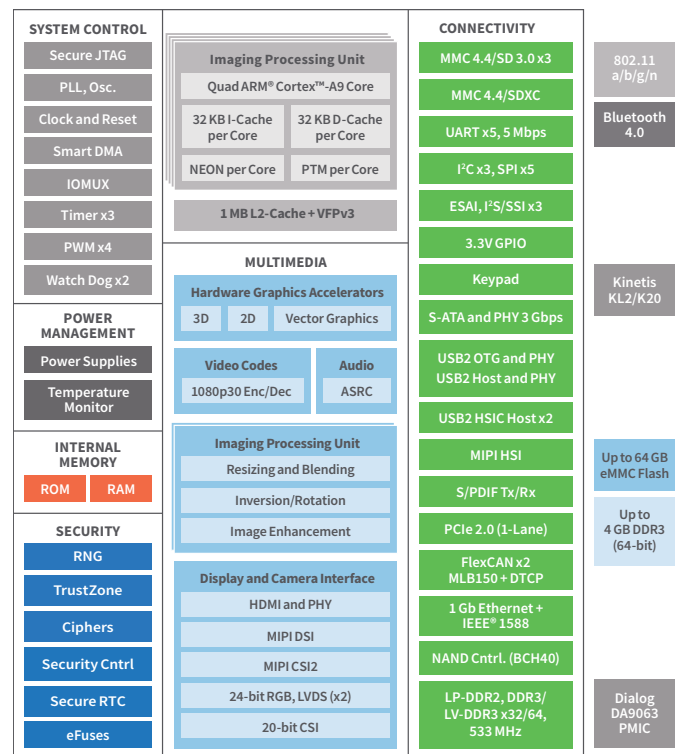 SYSTEM CONTROL
Secure JTAG
PLL, Osc.
Clock and Reset
Smart DMA
IOMUX
Timer x3
PWM x4
Watch Dog x2
POWER
MANAGEMENT
Power Supplies
Temperature
Monitor
INTERNAL
MEMORY
ROM
RAM
SECURITY
RNG
TrustZone
Ciphers
Security Cntrl
Secure RTC
eFuses
Imaging Processing Unit
Quad ARM® Cortex™-A9 Core
32 KB I-Cache
per Core
32 KB D-Cache
per Core
NEON per Core
PTM per Core
1 MB L2-Cache + VFPv3
MULTIMEDIA
Hardware Graphics Accelerators
3D
2D
Vector Graphics
Video Codes
1080p30 Enc/Dec
Audio
ASRC
Imaging Processing Unit
Resizing and Blending
Inversion/Rotation
Image Enhancement
Display and Camera Interface
HDMI and PHY
MIPI DSI
MIPI CSI2
24-bit RGB, LVDS (x2)
20-bit CSI
CONNECTIVITY
MMC 4.4/SD 3.0 x3
MMC 4.4/SDXC
UART x5, 5 Mbps
I²C x3, SPI x5
ESAI, I²S/SSI x3
3.3V GPIO
Keypad
S-ATA and PHY 3 Gbps
USB2 OTG and PHY
USB2 Host and PHY
USB2 HSIC Host x2
MIPI HSI
S/PDIF Tx/Rx
PCIe 2.0 (1-Lane)
FlexCAN x2
MLB150 + DTCP
1 Gb Ethernet +
IEEE® 1588
NAND Cntrl. (BCH40)
LP-DDR2, DDR3/
LV-DDR3 x32/64,
533 MHz
802.11
a/b/g/n
Bluetooth
4.0
Kinetis
KL2/K20
Up to 64 GB
eMMC Flash
Up to
4 GB DDR3
(64-bit)
Dialog
DA9063
PMIC